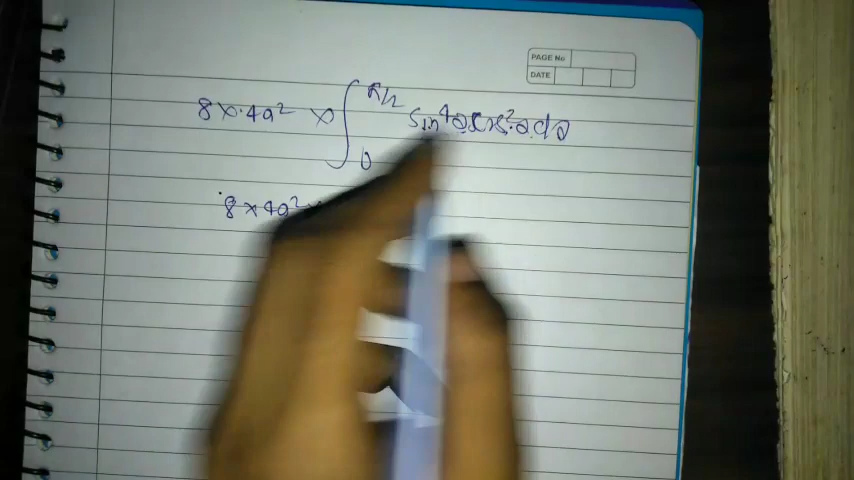 PAGE No
DATE
8 × 4a² × ∫₀^π/2 sin⁴θ cos²θ dθ
8 × 4a² ×